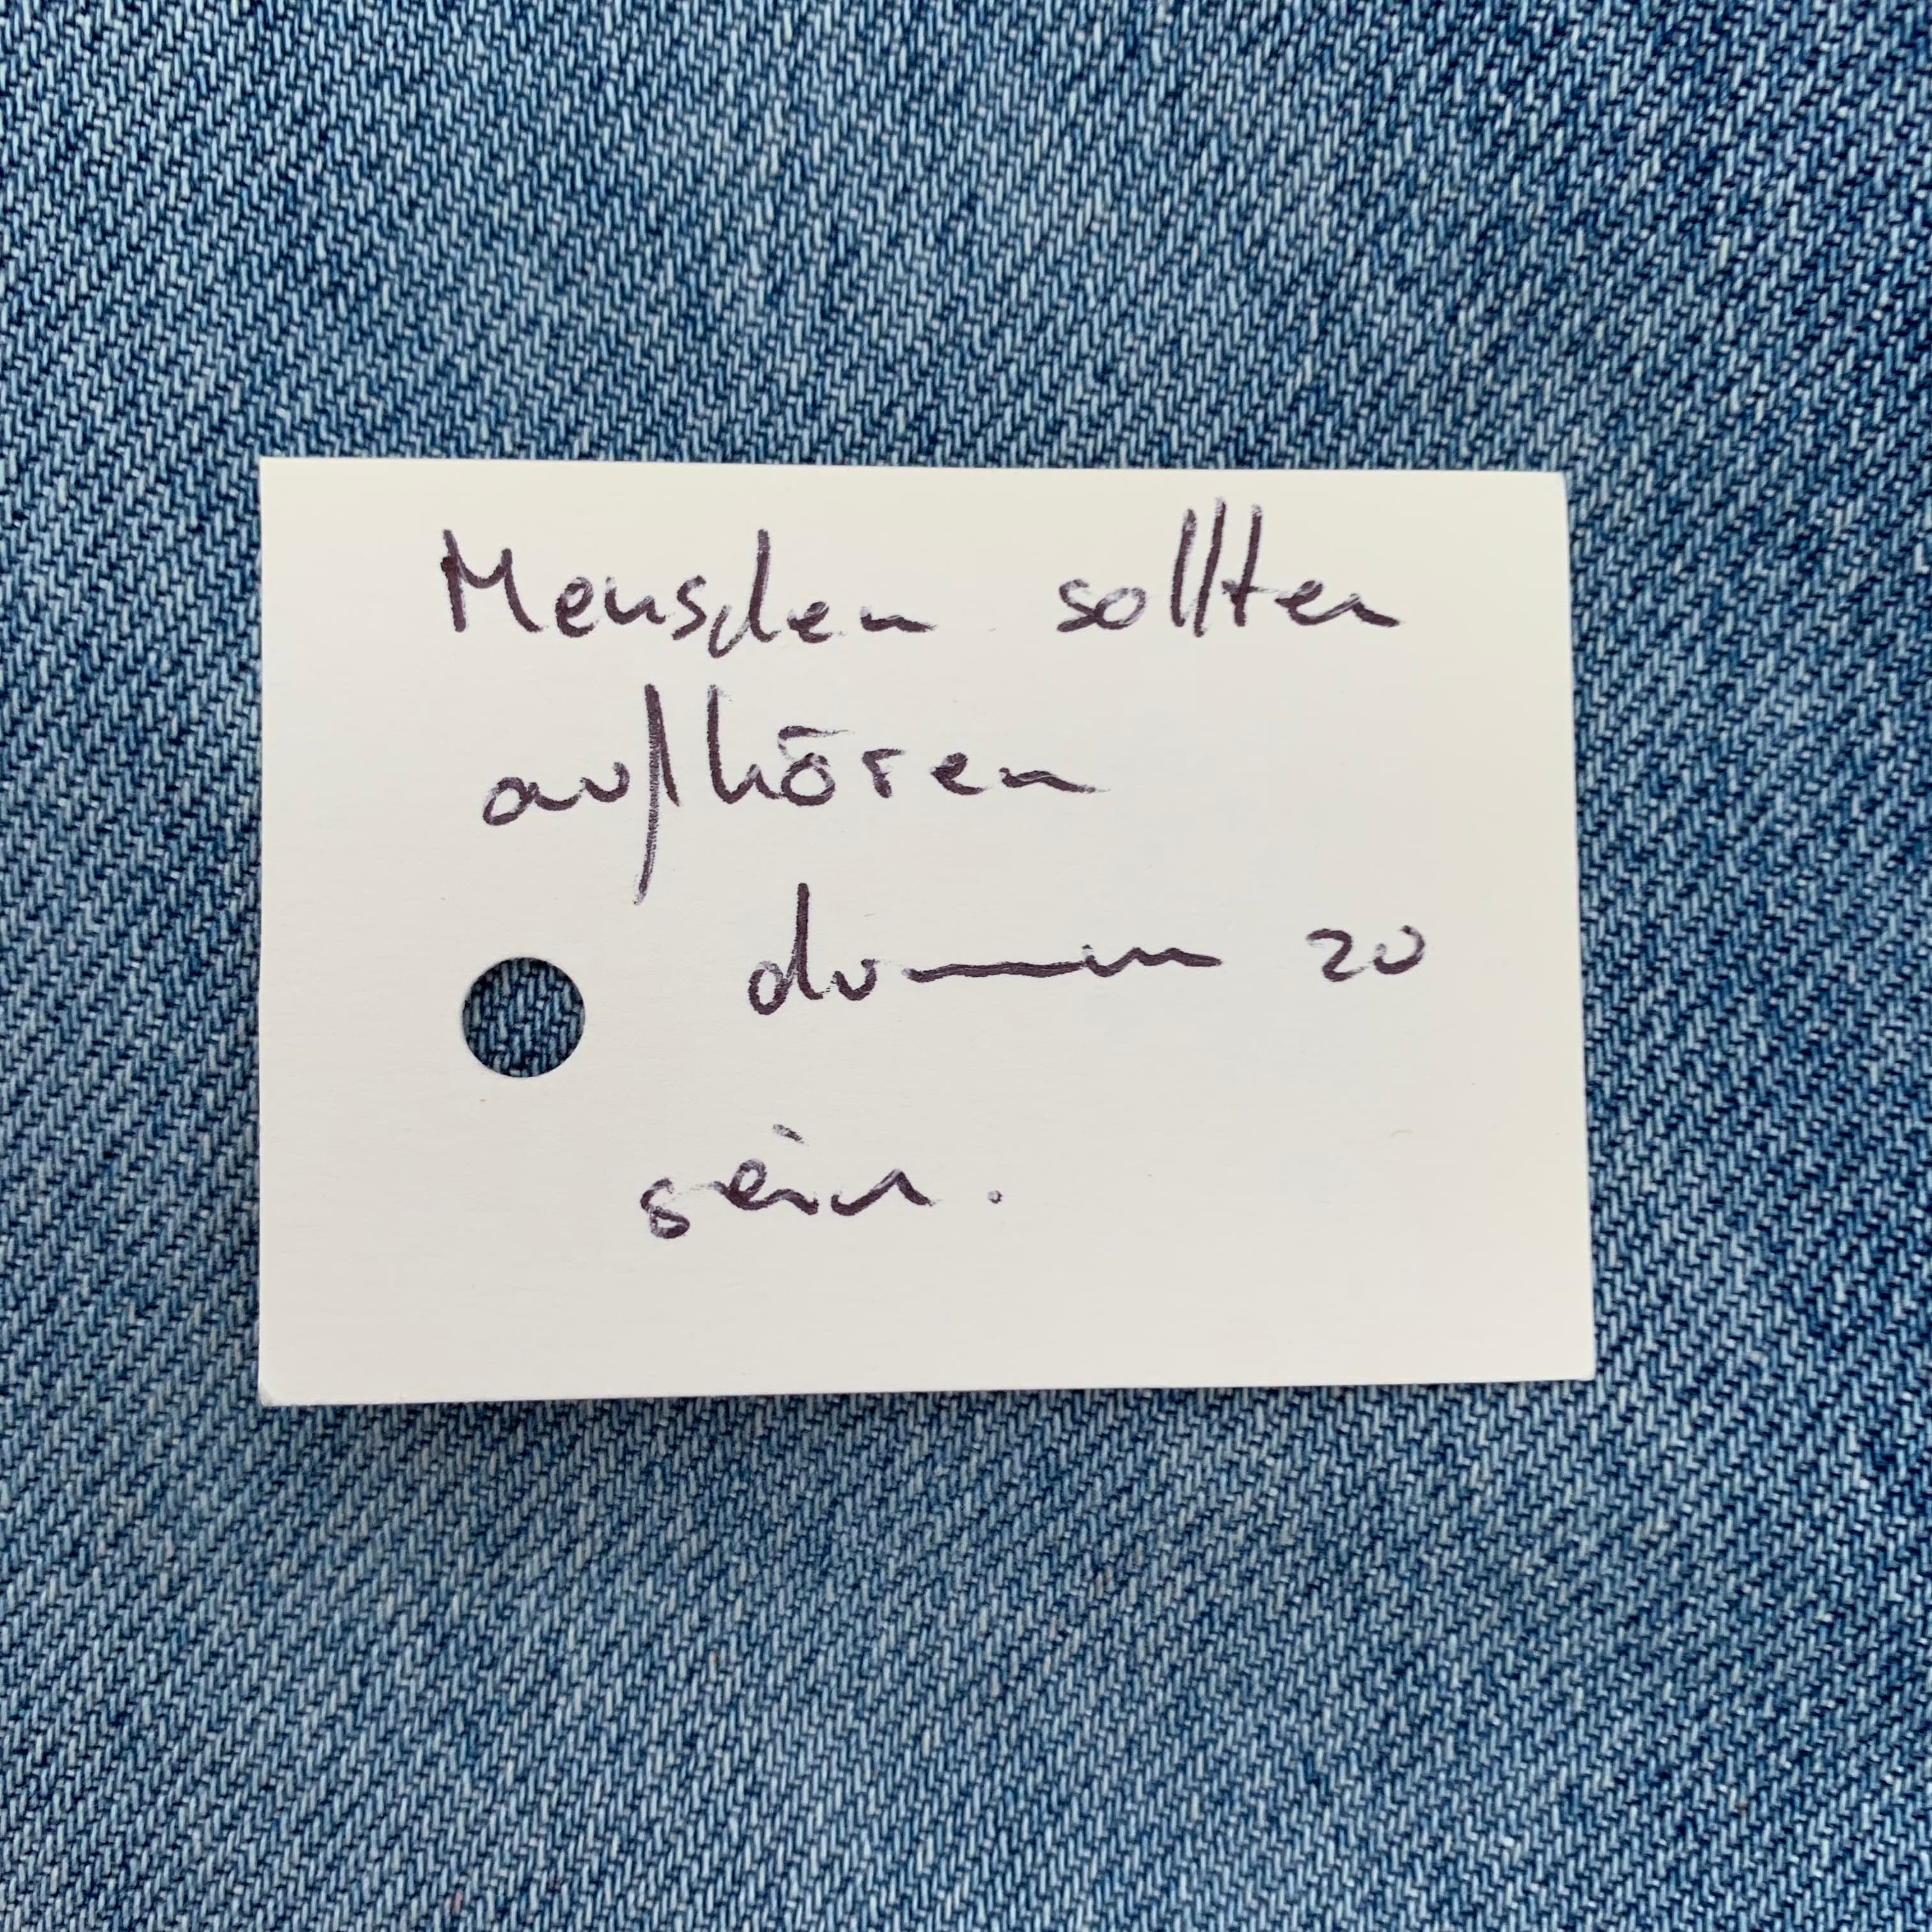 Menschen sollten
aufhören
dumm zu
sein.